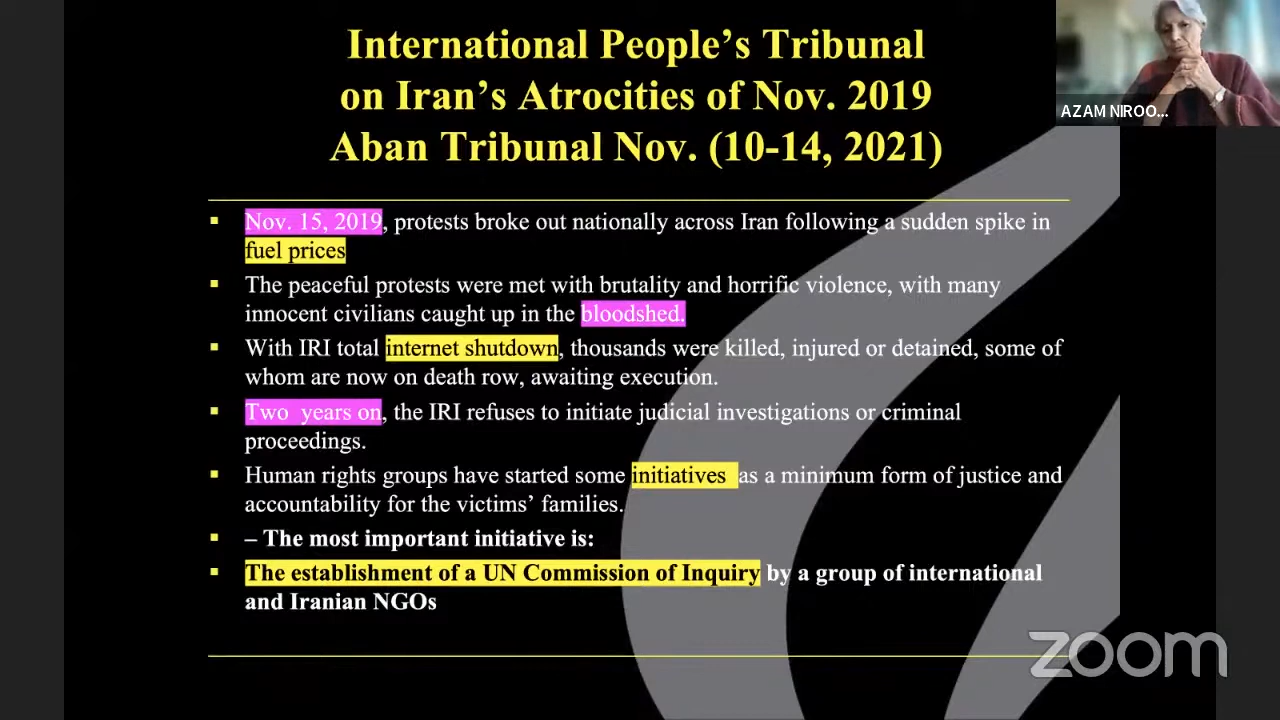 International People’s Tribunal
on Iran’s Atrocities of Nov. 2019
Aban Tribunal Nov. (10-14, 2021)
AZAM NIROO...
▪ Nov. 15, 2019, protests broke out nationally across Iran following a sudden spike in
fuel prices
▪ The peaceful protests were met with brutality and horrific violence, with many
innocent civilians caught up in the bloodshed.
▪ With IRI total internet shutdown, thousands were killed, injured or detained, some of
whom are now on death row, awaiting execution.
▪ Two years on, the IRI refuses to initiate judicial investigations or criminal
proceedings.
▪ Human rights groups have started some initiatives as a minimum form of justice and
accountability for the victims’ families.
▪ – The most important initiative is:
▪ The establishment of a UN Commission of Inquiry by a group of international
and Iranian NGOs
zoom